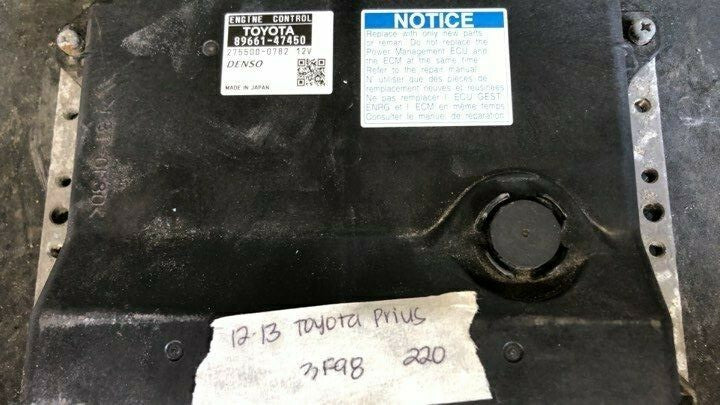 ENGINE CONTROL
TOYOTA
89661-47450
275500-0782 12V
DENSO
MADE IN JAPAN
NOTICE
Replace with only new parts
or reman. Do not replace the
Power Management ECU and
the ECM at the same time.
Refer to the repair manual.
N' utiliser que des pièces de
remplacement neuves et reusinées.
Ne pas remplacer l' ECU GEST.
ENRG et l' ECM en même temps.
Consulter le manuel de réparation.
12-13 Toyota Prius
3F98 220